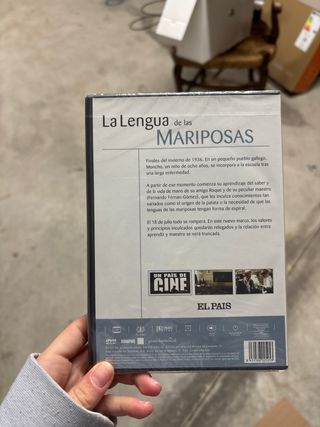 La Lengua de las
MARIPOSAS
Finales del invierno de 1936. En un pequeño pueblo gallego,
Moncho, un niño de ocho años, se incorpora a la escuela tras
una larga enfermedad.
A partir de ese momento comienza su aprendizaje del saber y
de la vida de mano de su amigo Roque y de su peculiar maestro
(Fernando Fernán-Gómez), que les inculca conocimientos tan
variados como el origen de la patata o la necesidad de que las
lenguas de las mariposas tengan forma de espiral.
El 18 de julio todo se romperá. En este nuevo marco, los valores
y principios inculcados quedarán relegados y la relación entre
aprendiz y maestro se verá truncada.
UN PAÍS DE
CINE
EL PAIS